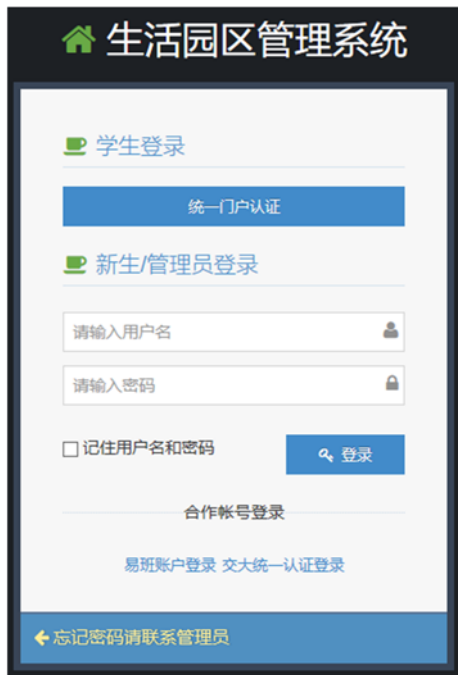 生活园区管理系统
学生登录
统一门户认证
新生/管理员登录
请输入用户名
请输入密码
记住用户名和密码
登录
合作帐号登录
易班账户登录 交大统一认证登录
忘记密码请联系管理员